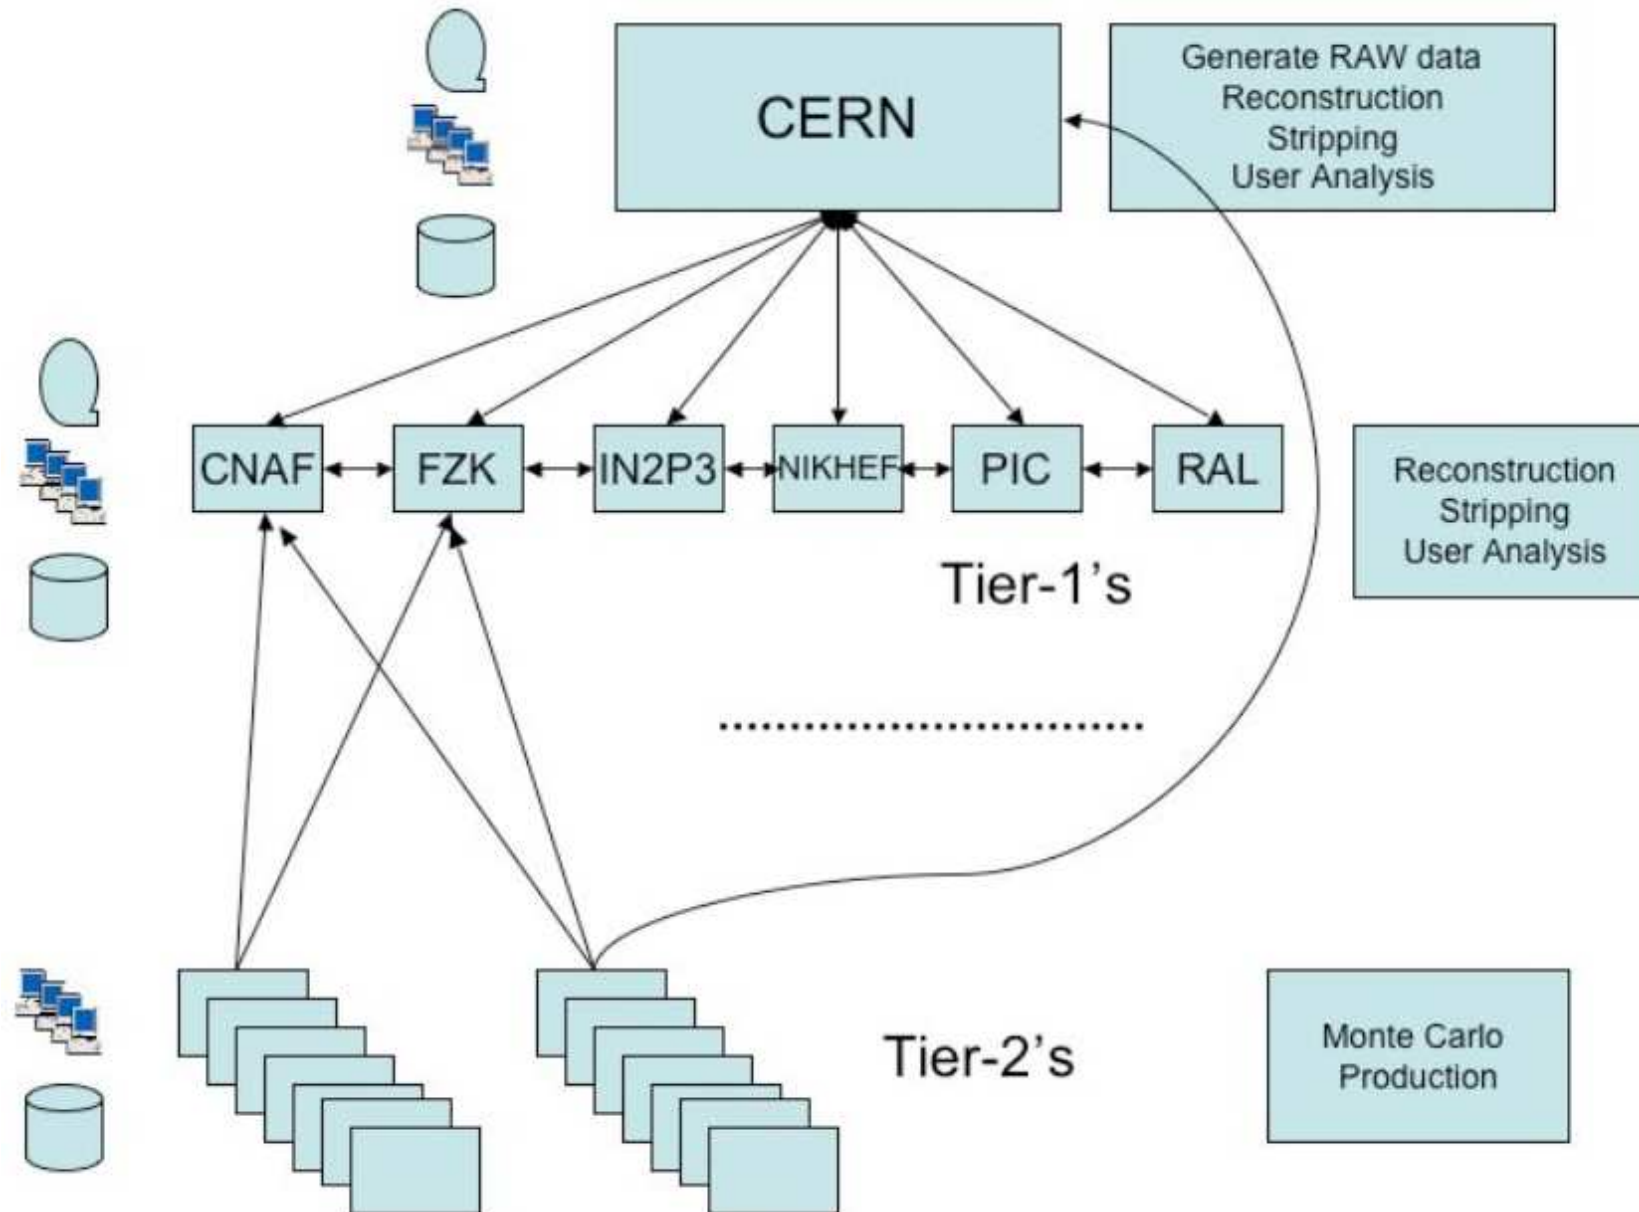 CERN
Generate RAW data
Reconstruction
Stripping
User Analysis
CNAF
FZK
IN2P3
NIKHEF
PIC
RAL
Reconstruction
Stripping
User Analysis
Tier-1's
Tier-2's
Monte Carlo
Production